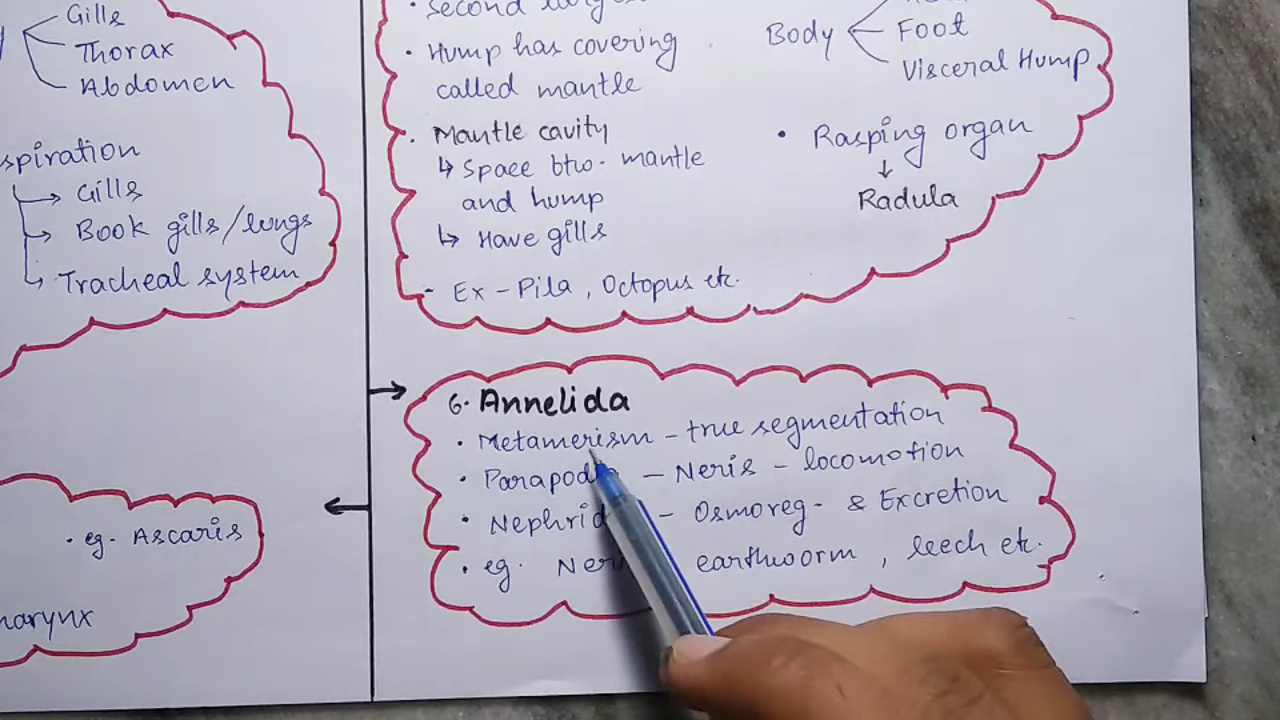 Gills
Thorax
Abdomen
spiration
Gills
Book gills/lungs
Tracheal system
Second
Hump has covering
called mantle
Mantle cavity
Space btw. mantle
and hump
Have gills
Ex - Pila , Octopus etc.
Body
Foot
Visceral Hump
Rasping organ
Radula
6. Annelida
Metamerism - true segmentation
- Neris - locomotion
- Osmoreg- & Excretion
eg. earthworm , leech etc.
eg. Ascaris
harynx